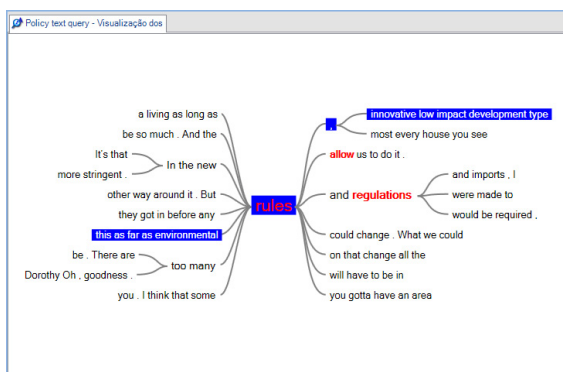 Policy text query - Visualização dos
a living as long as
be so much . And the
It's that
more stringent .
In the new
other way around it . But
they got in before any
this as far as environmental
be . There are
Dorothy Oh , goodness .
too many
you . I think that some
rules
,
innovative low impact development type
most every house you see
allow us to do it .
and regulations
and imports , I
were made to
would be required ,
could change . What we could
on that change all the
will have to be in
you gotta have an area